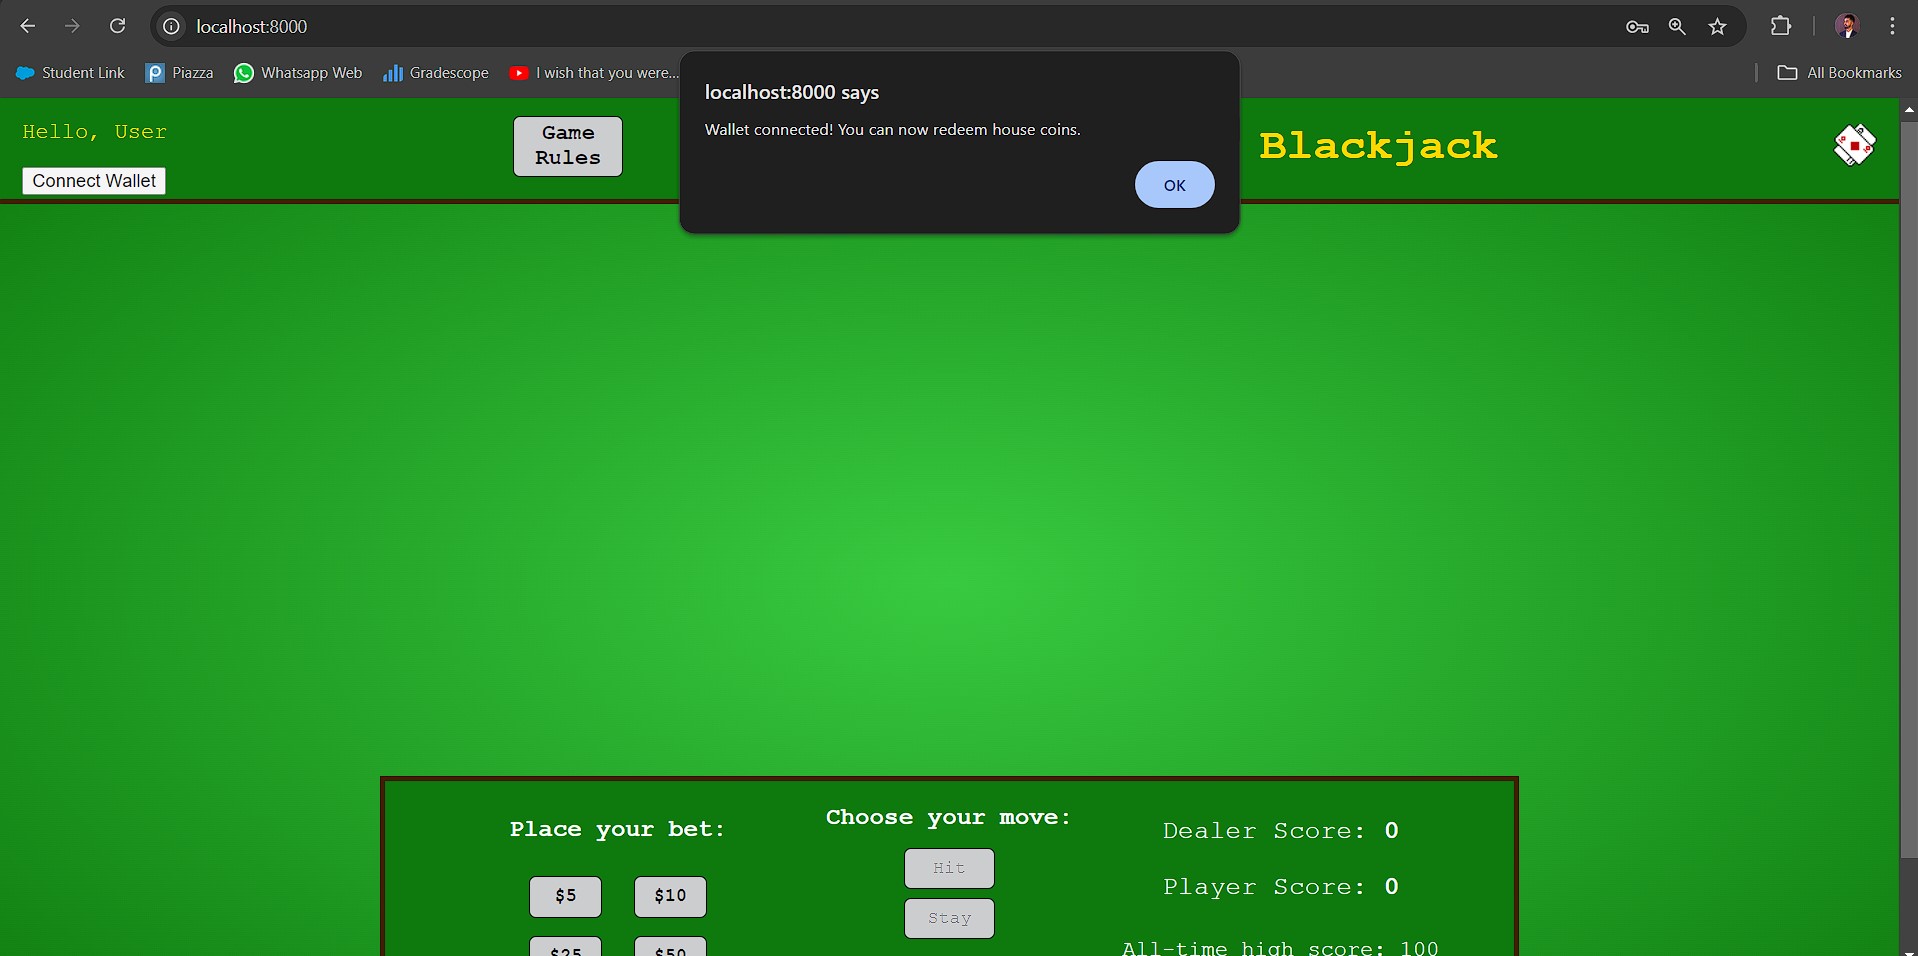 localhost:8000
Student Link
Piazza
Whatsapp Web
Gradescope
I wish that you were...
All Bookmarks
localhost:8000 says
Wallet connected! You can now redeem house coins.
OK
Hello, User
Connect Wallet
Game
Rules
Blackjack
Place your bet:
$5 $10
$25 $50
Choose your move:
Hit
Stay
Dealer Score: 0
Player Score: 0
All-time high score: 100